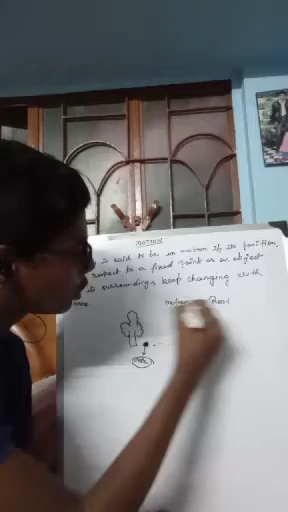 MOTION
is said to be in motion if its position,
respect to a fixed point or an object
its surroundings keep changing with
time
motion Rest